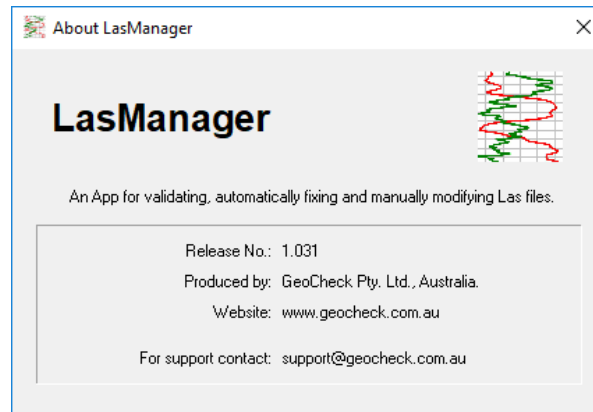 About LasManager
LasManager
An App for validating, automatically fixing and manually modifying Las files.
Release No.: 1.031
Produced by: GeoCheck Pty. Ltd., Australia.
Website: www.geocheck.com.au
For support contact: support@geocheck.com.au